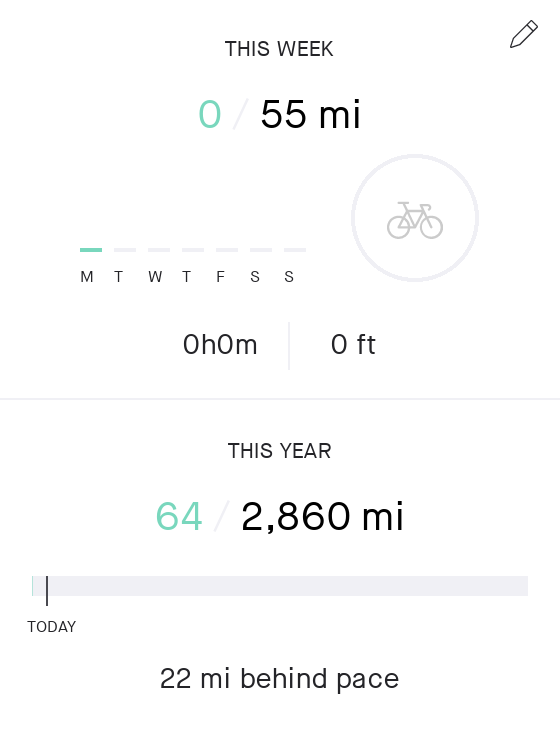 THIS WEEK
0 / 55 mi
M T W T F S S
0h0m 0 ft
THIS YEAR
64 / 2,860 mi
TODAY
22 mi behind pace